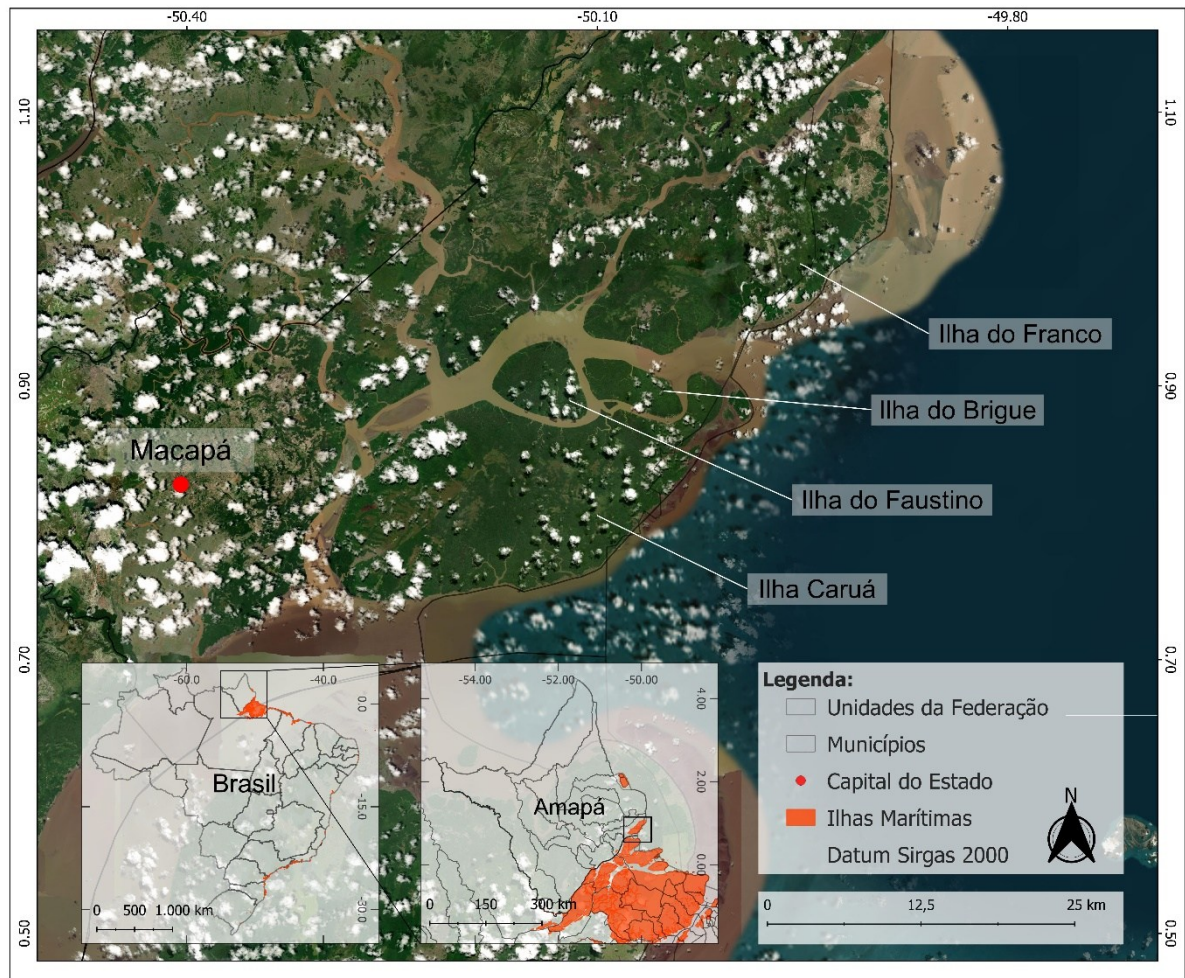 -50.40
-50.10
-49.80
1.10
1.10
Ilha do Franco
0.90
0.90
Ilha do Brigue
Macapá
Ilha do Faustino
Ilha Caruá
0.70
0.70
-60.00
-40.00
0.0
-15.0
-30.0
Brasil
0 500 1.000 km
-54.00
-52.00
-50.00
4.00
2.00
0.00
Amapá
0 150 300 km
Legenda:
Unidades da Federação
Municípios
Capital do Estado
Ilhas Marítimas
Datum Sirgas 2000
N
0 12,5 25 km
0.50
0.50